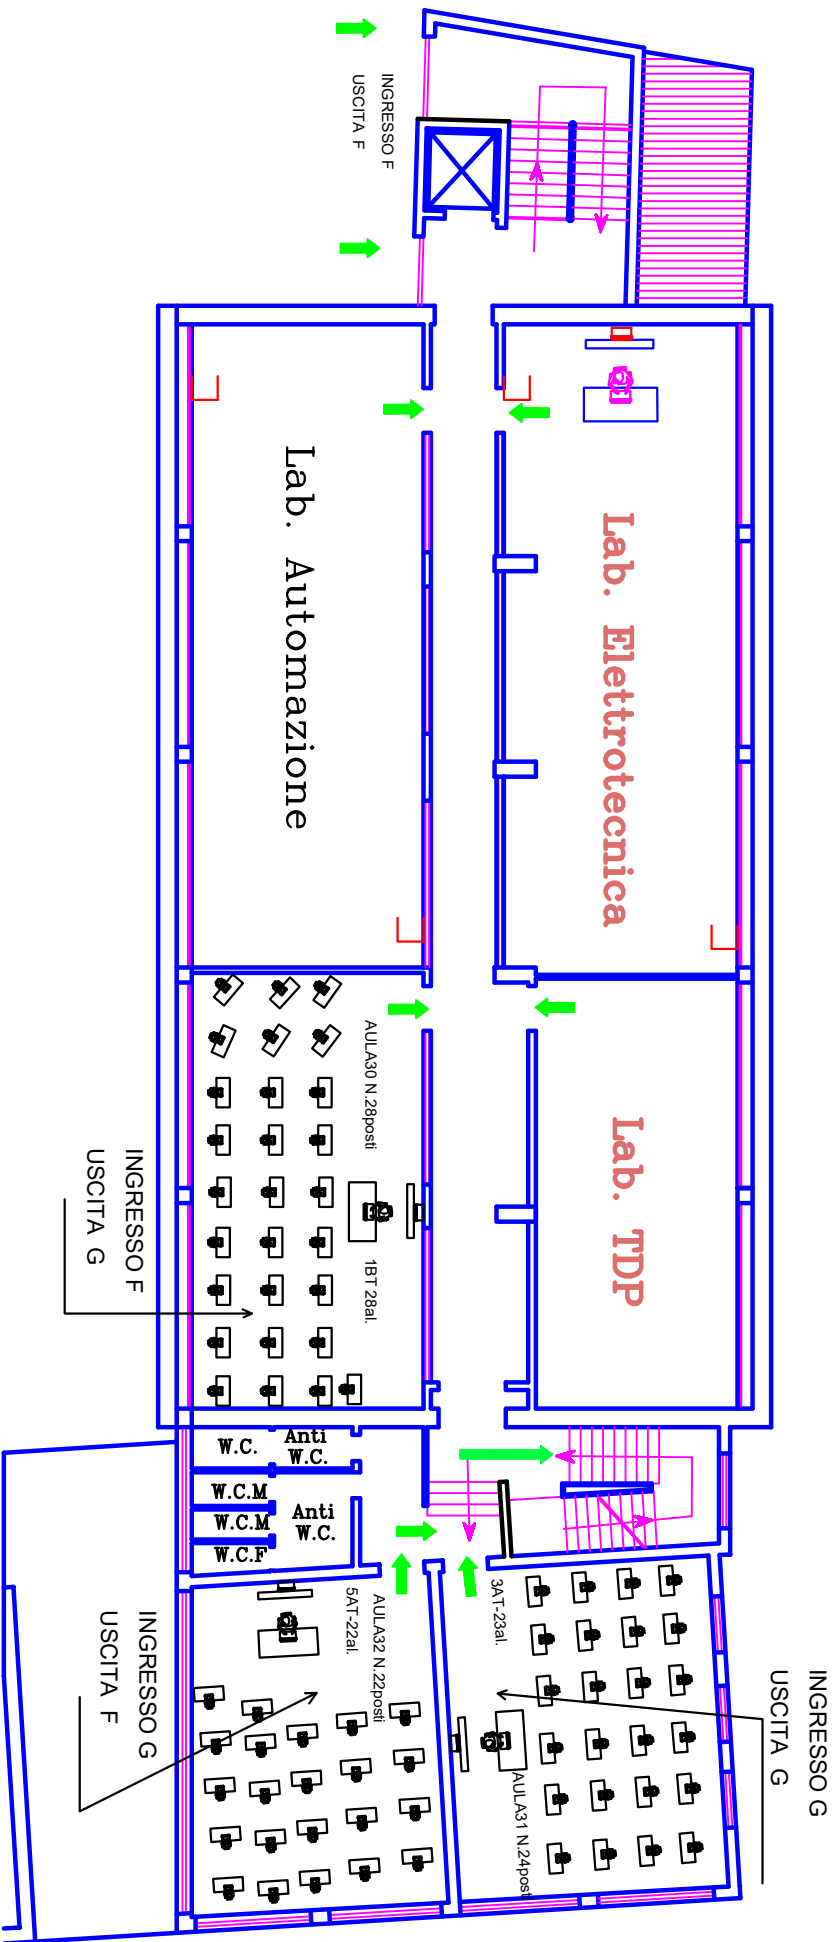 INGRESSO F
USCITA F
Lab. Automazione
Lab. Elettrotecnica
AULA30 N.28posti
1BT 28al.
Lab. TDP
INGRESSO F
USCITA G
W.C.
Anti
W.C.
W.C.M
W.C.M
W.C.F
Anti
W.C.
3AT-23al.
AULA31 N.24posti
AULA32 N.22posti
5AT-22al.
INGRESSO G
USCITA F
INGRESSO G
USCITA G